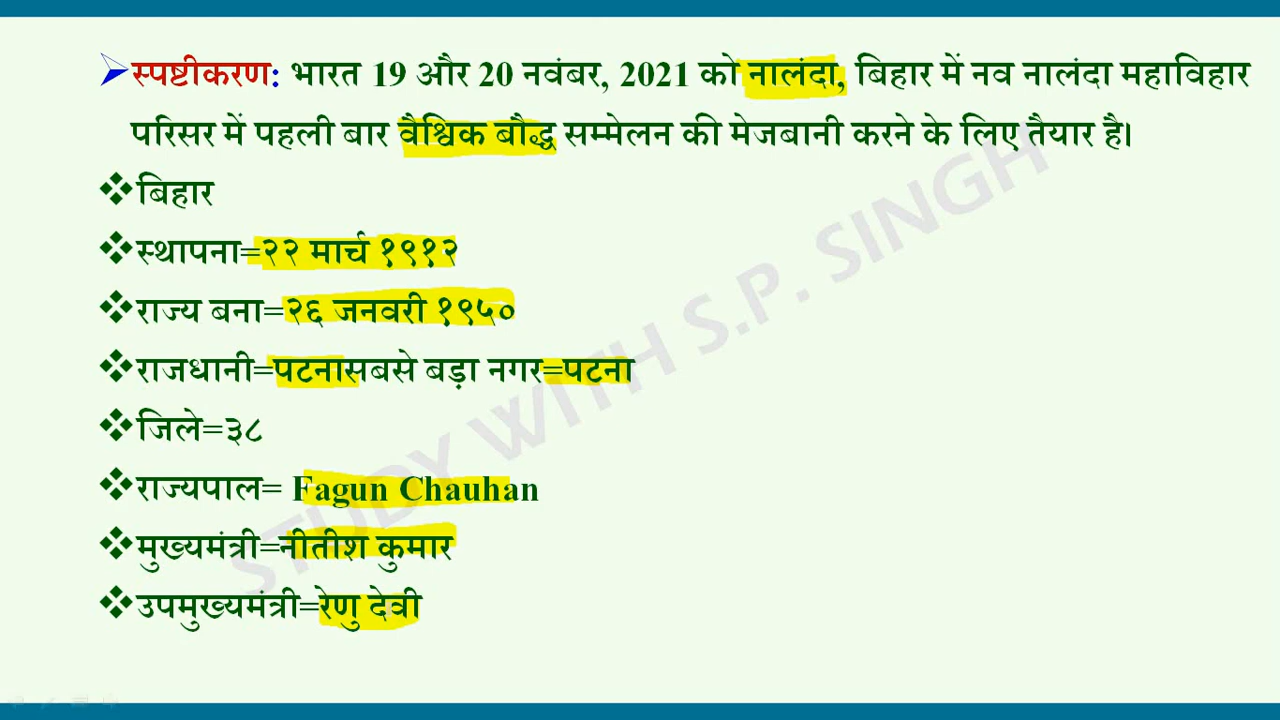 स्पष्टीकरण: भारत 19 और 20 नवंबर, 2021 को नालंदा, बिहार में नव नालंदा महाविहार
परिसर में पहली बार वैश्विक बौद्ध सम्मेलन की मेजबानी करने के लिए तैयार है।
बिहार
स्थापना=२२ मार्च १९१२
राज्य बना=२६ जनवरी १९५०
राजधानी=पटनासबसे बड़ा नगर=पटना
जिले=३८
राज्यपाल= Fagun Chauhan
मुख्यमंत्री=नीतीश कुमार
उपमुख्यमंत्री=रेणु देवी
STUDY WITH S.P. SINGH